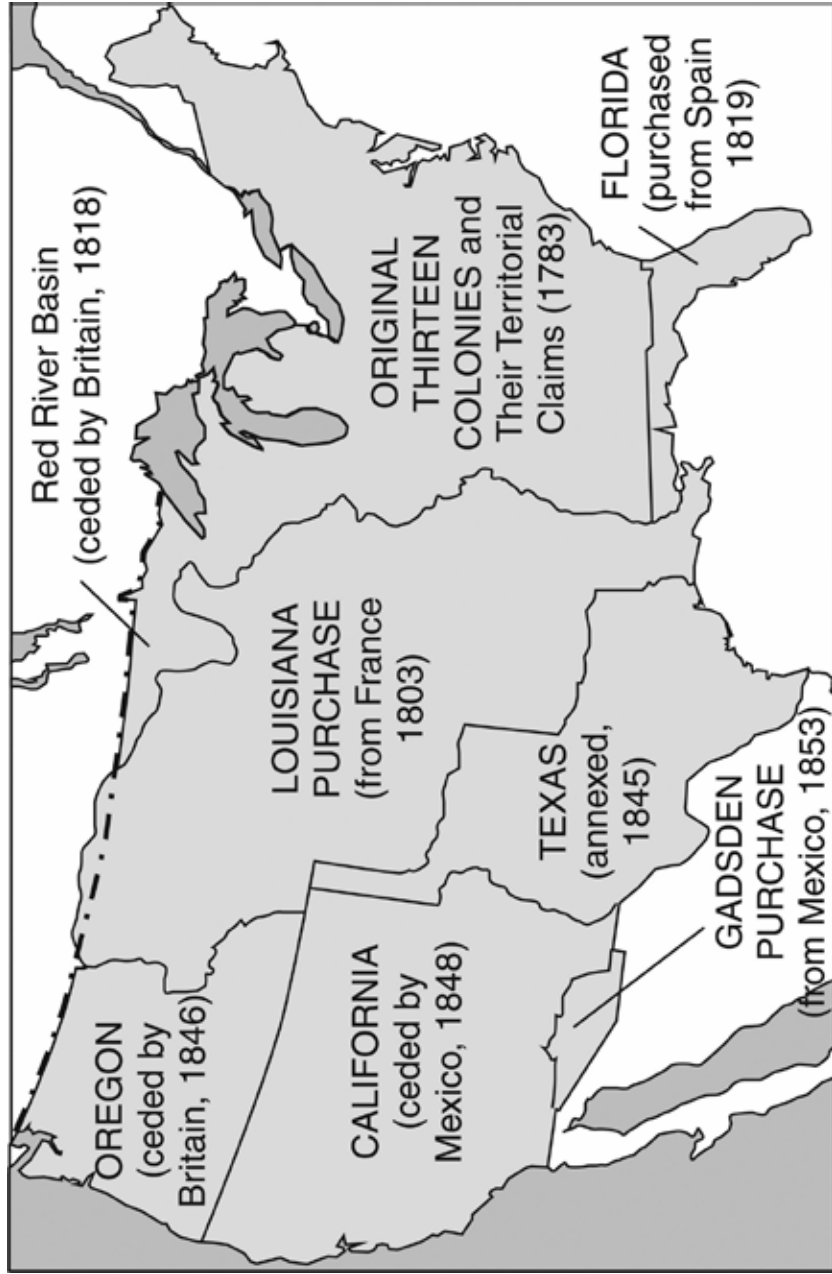 Red River Basin
(ceded by Britain, 1818)
OREGON
(ceded by
Britain, 1846)
LOUISIANA
PURCHASE
(from France
1803)
ORIGINAL
THIRTEEN
COLONIES and
Their Territorial
Claims (1783)
CALIFORNIA
(ceded by
Mexico, 1848)
TEXAS
(annexed,
1845)
FLORIDA
(purchased
from Spain
1819)
GADSDEN
PURCHASE
(from Mexico, 1853)